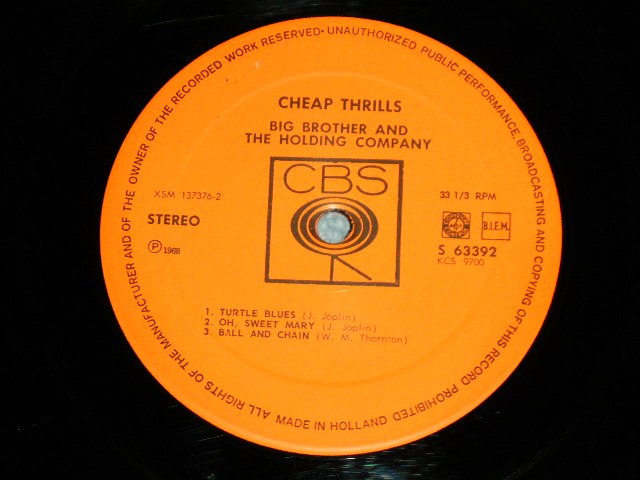 ALL RIGHTS OF THE MANUFACTURER AND OF THE OWNER OF THE RECORDED WORK RESERVED· UNAUTHORIZED PUBLIC PERFORMANCE, BROADCASTING AND COPYING OF THIS RECORD PROHIBITED
CHEAP THRILLS
BIG BROTHER AND
THE HOLDING COMPANY
CBS
XSM 137376-2
33 1/3 RPM
STEREO
B.I.E.M.
S 63392
KCS 9700
Ⓟ 1968
1. TURTLE BLUES (J. Joplin)
2. OH, SWEET MARY (J. Joplin)
3. BALL AND CHAIN (W. M. Thornton)
MADE IN HOLLAND